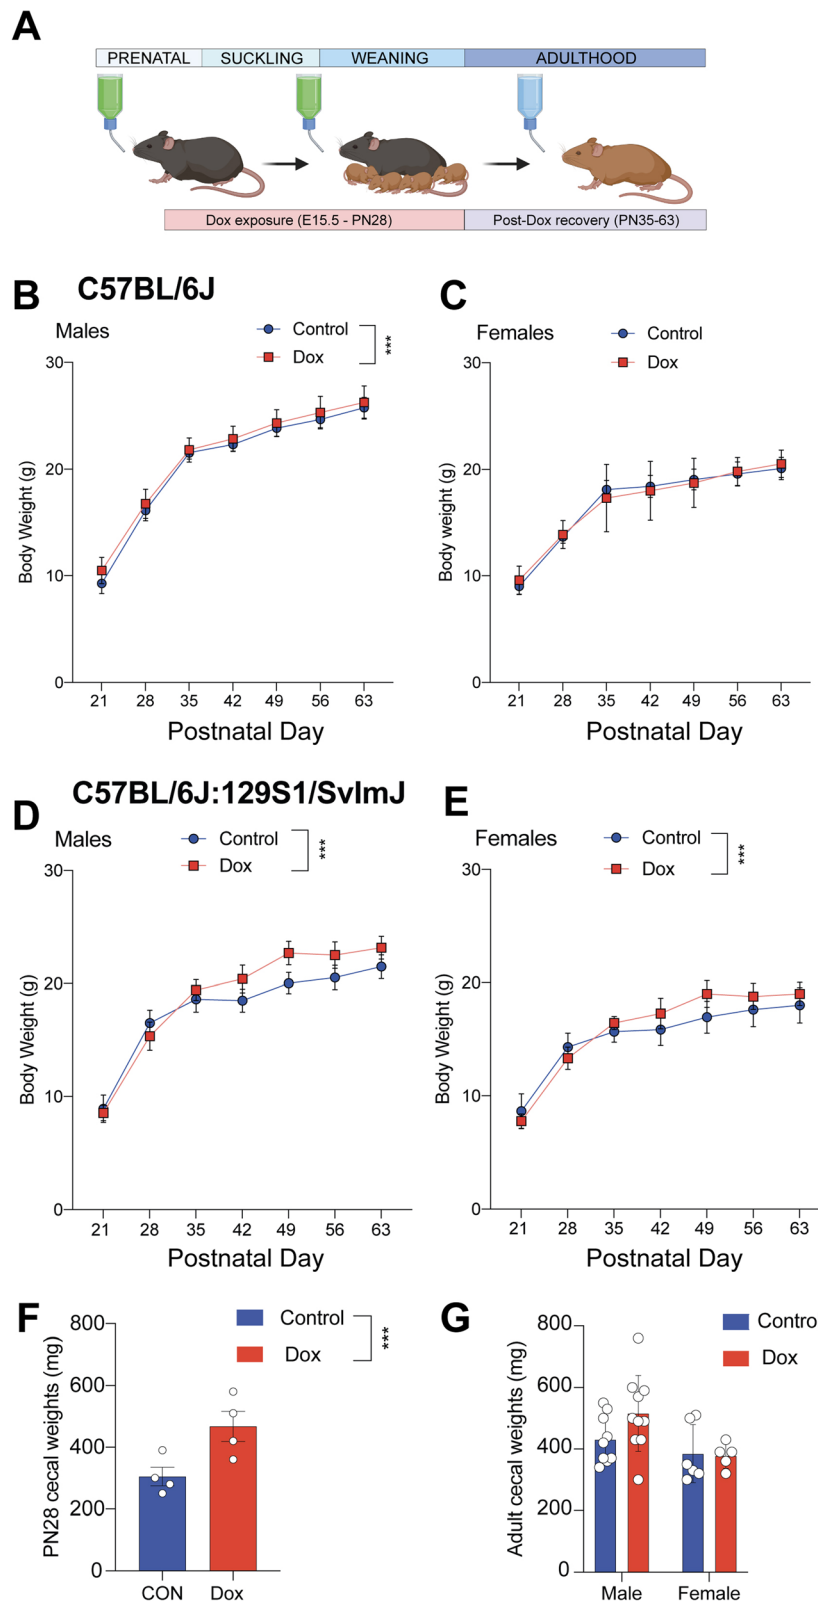 A
PRENATAL SUCKLING WEANING ADULTHOOD
Dox exposure (E15.5 - PN28) Post-Dox recovery (PN35-63)
B C57BL/6J
Males
Control
Dox
***
30
20
10
0
Body Weight (g)
21 28 35 42 49 56 63
Postnatal Day
C
Females
Control
Dox
30
20
10
0
Body weight (g)
21 28 35 42 49 56 63
Postnatal Day
C57BL/6J:129S1/SvImJ
D
Males
Control
Dox
***
30
20
10
0
Body Weight (g)
21 28 35 42 49 56 63
Postnatal Day
E
Females
Control
Dox
***
30
20
10
0
Body Weight (g)
21 28 35 42 49 56 63
Postnatal Day
F
Control
Dox
***
800
600
400
200
0
PN28 cecal weights (mg)
CON Dox
G
Contro
Dox
800
600
400
200
0
Adult cecal weights (mg)
Male Female